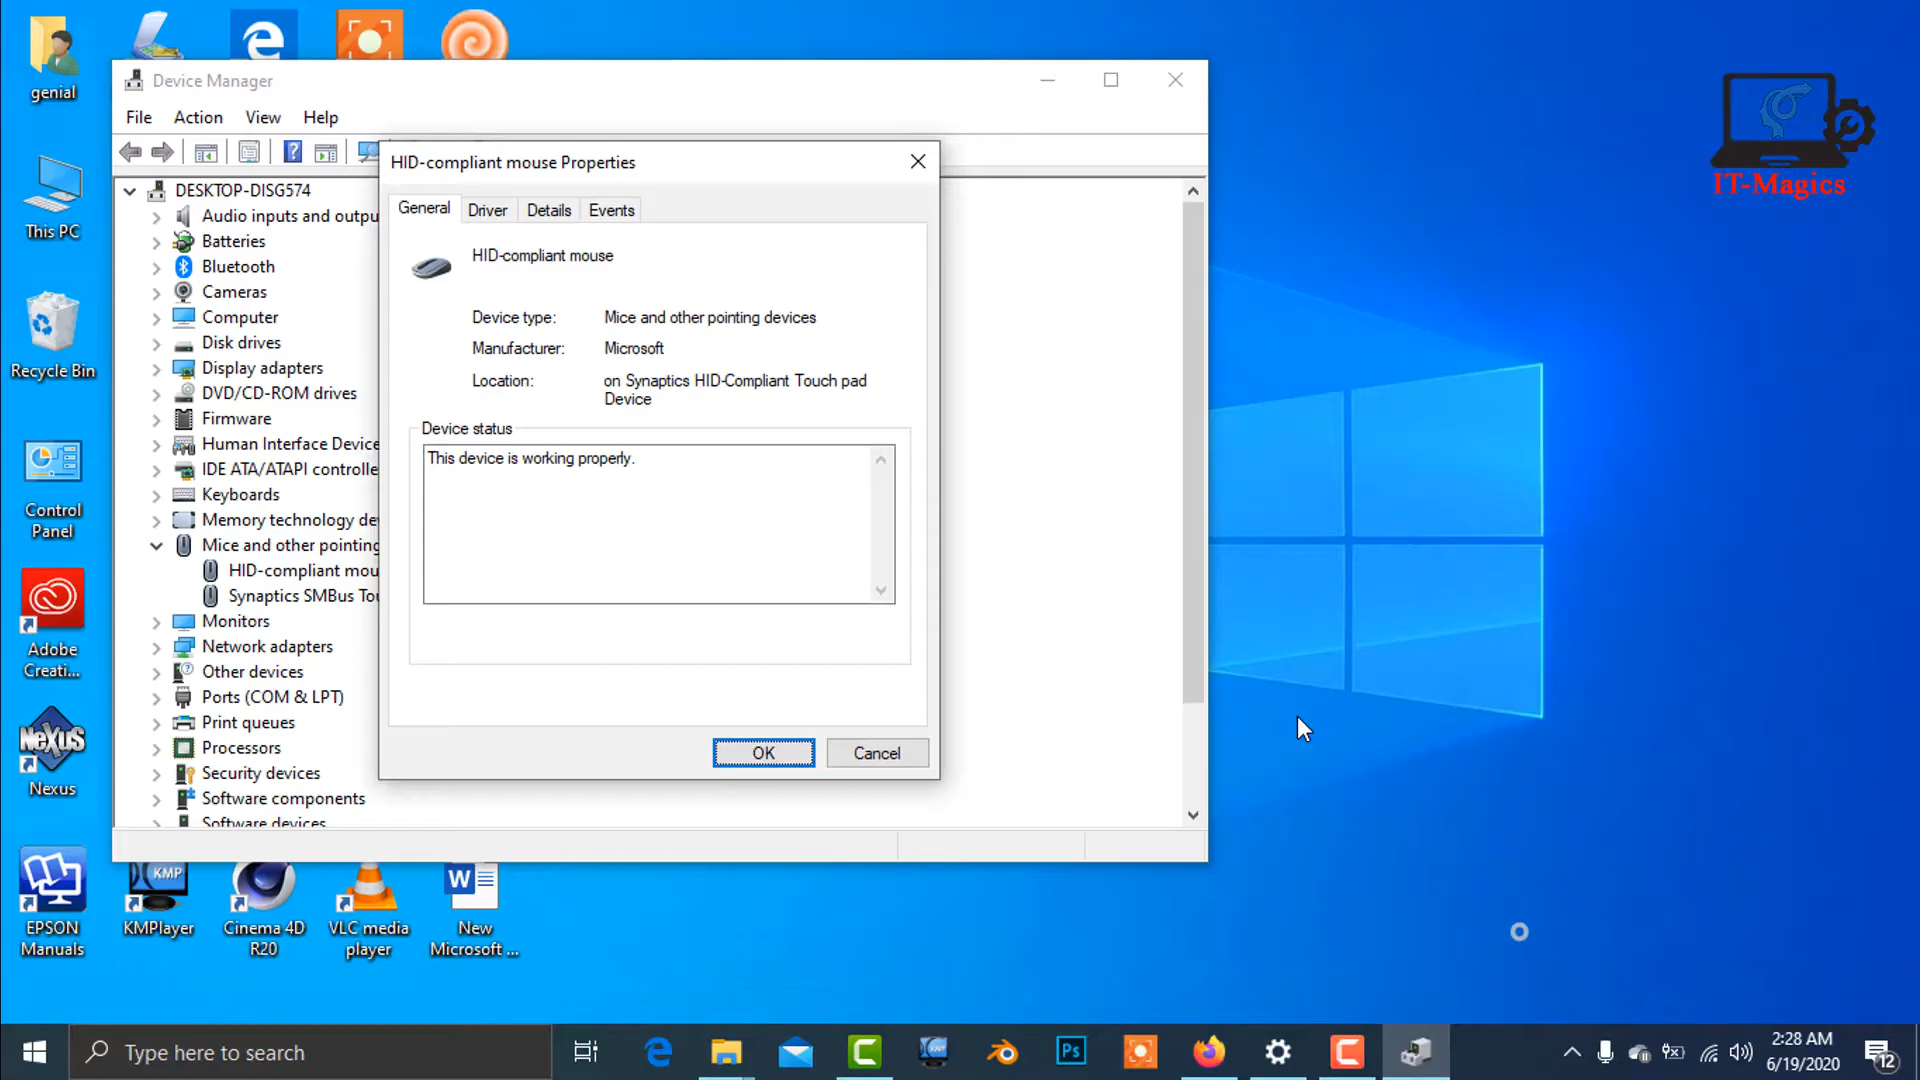 genial
This PC
Recycle Bin
Control
Panel
Adobe
Creati...
NeXUS
Nexus
EPSON
Manuals
KMP
KMPlayer
Cinema 4D
R20
VLC media
player
W
New
Microsoft ...
Device Manager
File Action View Help
DESKTOP-DISG574
Audio inputs and outpu
Batteries
Bluetooth
Cameras
Computer
Disk drives
Display adapters
DVD/CD-ROM drives
Firmware
Human Interface Device
IDE ATA/ATAPI controlle
Keyboards
Memory technology de
Mice and other pointing
HID-compliant mou
Synaptics SMBus Tou
Monitors
Network adapters
Other devices
Ports (COM & LPT)
Print queues
Processors
Security devices
Software components
Software devices
HID-compliant mouse Properties
General Driver Details Events
HID-compliant mouse
Device type: Mice and other pointing devices
Manufacturer: Microsoft
Location: on Synaptics HID-Compliant Touch pad
Device
Device status
This device is working properly.
OK Cancel
IT-Magics
Type here to search
Ps
2:28 AM
6/19/2020
12